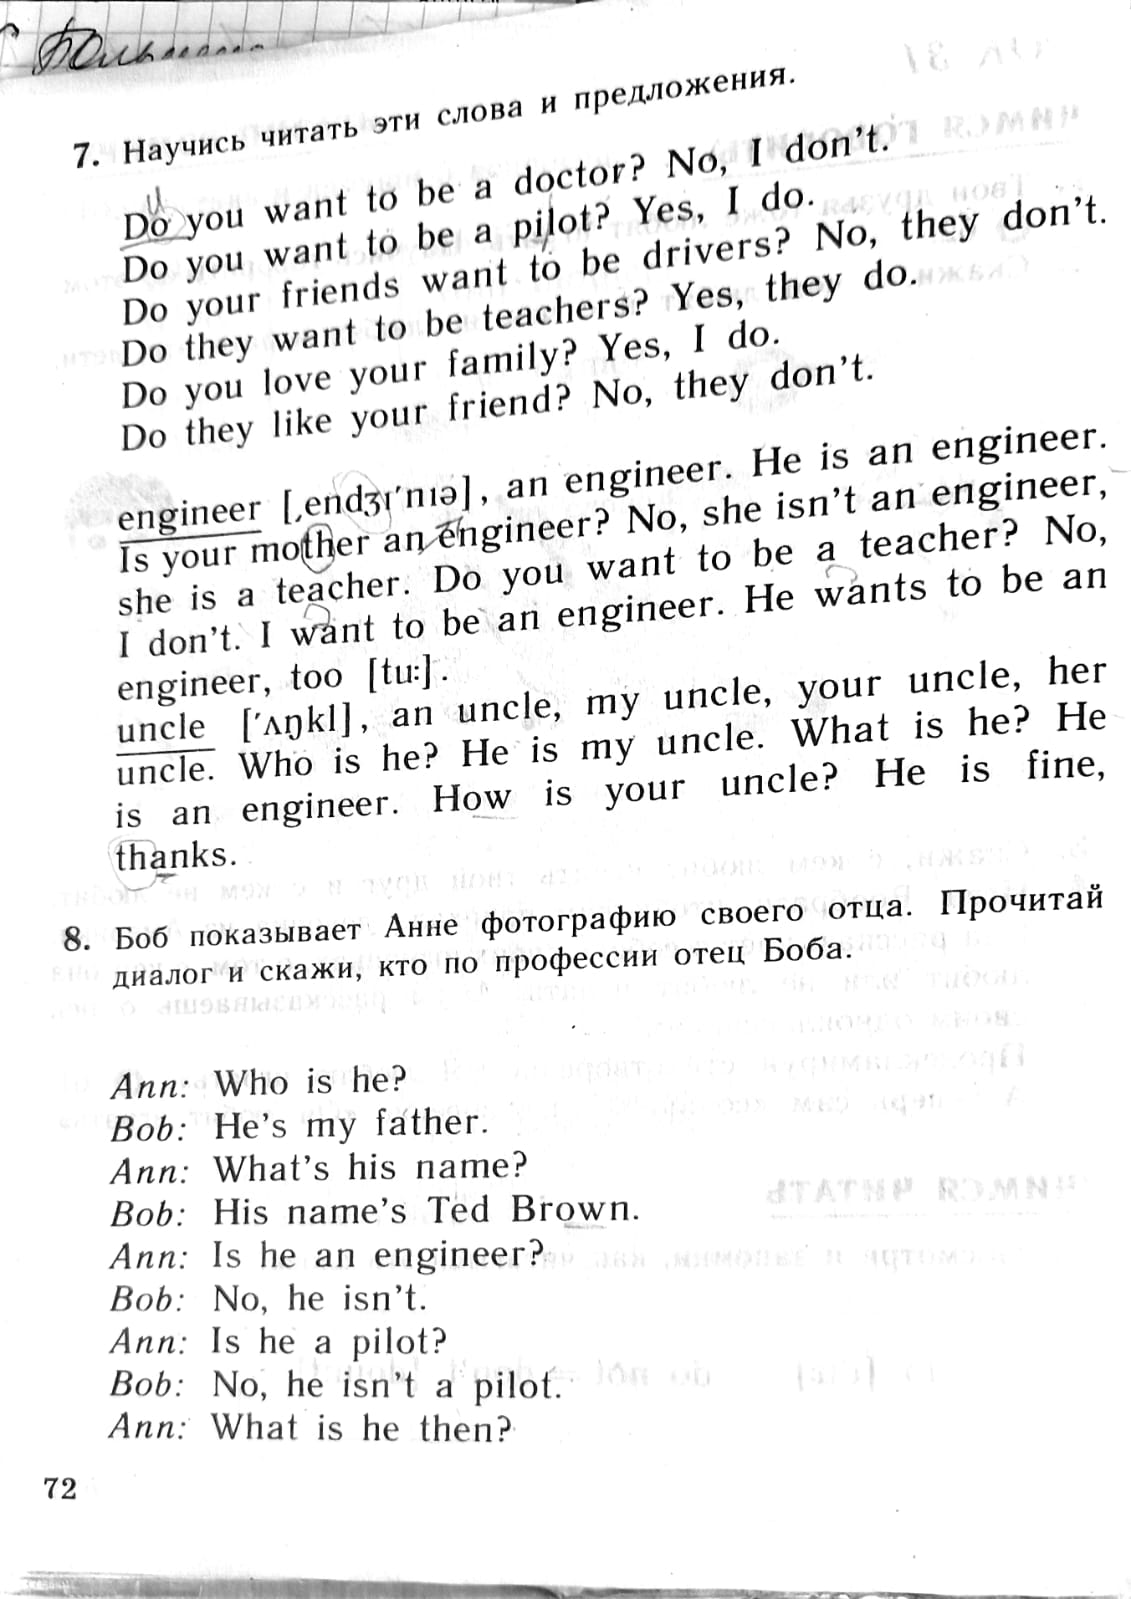 7. Научись читать эти слова и предложения.
Do you want to be a doctor? No, I don't.
Do you want to be a pilot? Yes, I do.
Do your friends want to be drivers? No, they don't.
Do they want to be teachers? Yes, they do.
Do you love your family? Yes, I do.
Do they like your friend? No, they don't.
engineer [ˌendʒɪ′nɪə], an engineer. He is an engineer.
Is your mother an engineer? No, she isn't an engineer,
she is a teacher. Do you want to be a teacher? No,
I don't. I want to be an engineer. He wants to be an
engineer, too [tu:].
uncle [′ʌŋkl], an uncle, my uncle, your uncle, her
uncle. Who is he? He is my uncle. What is he? He
is an engineer. How is your uncle? He is fine,
thanks.
8. Боб показывает Анне фотографию своего отца. Прочитай
диалог и скажи, кто по профессии отец Боба.
Ann: Who is he?
Bob: He's my father.
Ann: What's his name?
Bob: His name's Ted Brown.
Ann: Is he an engineer?
Bob: No, he isn't.
Ann: Is he a pilot?
Bob: No, he isn't a pilot.
Ann: What is he then?
72